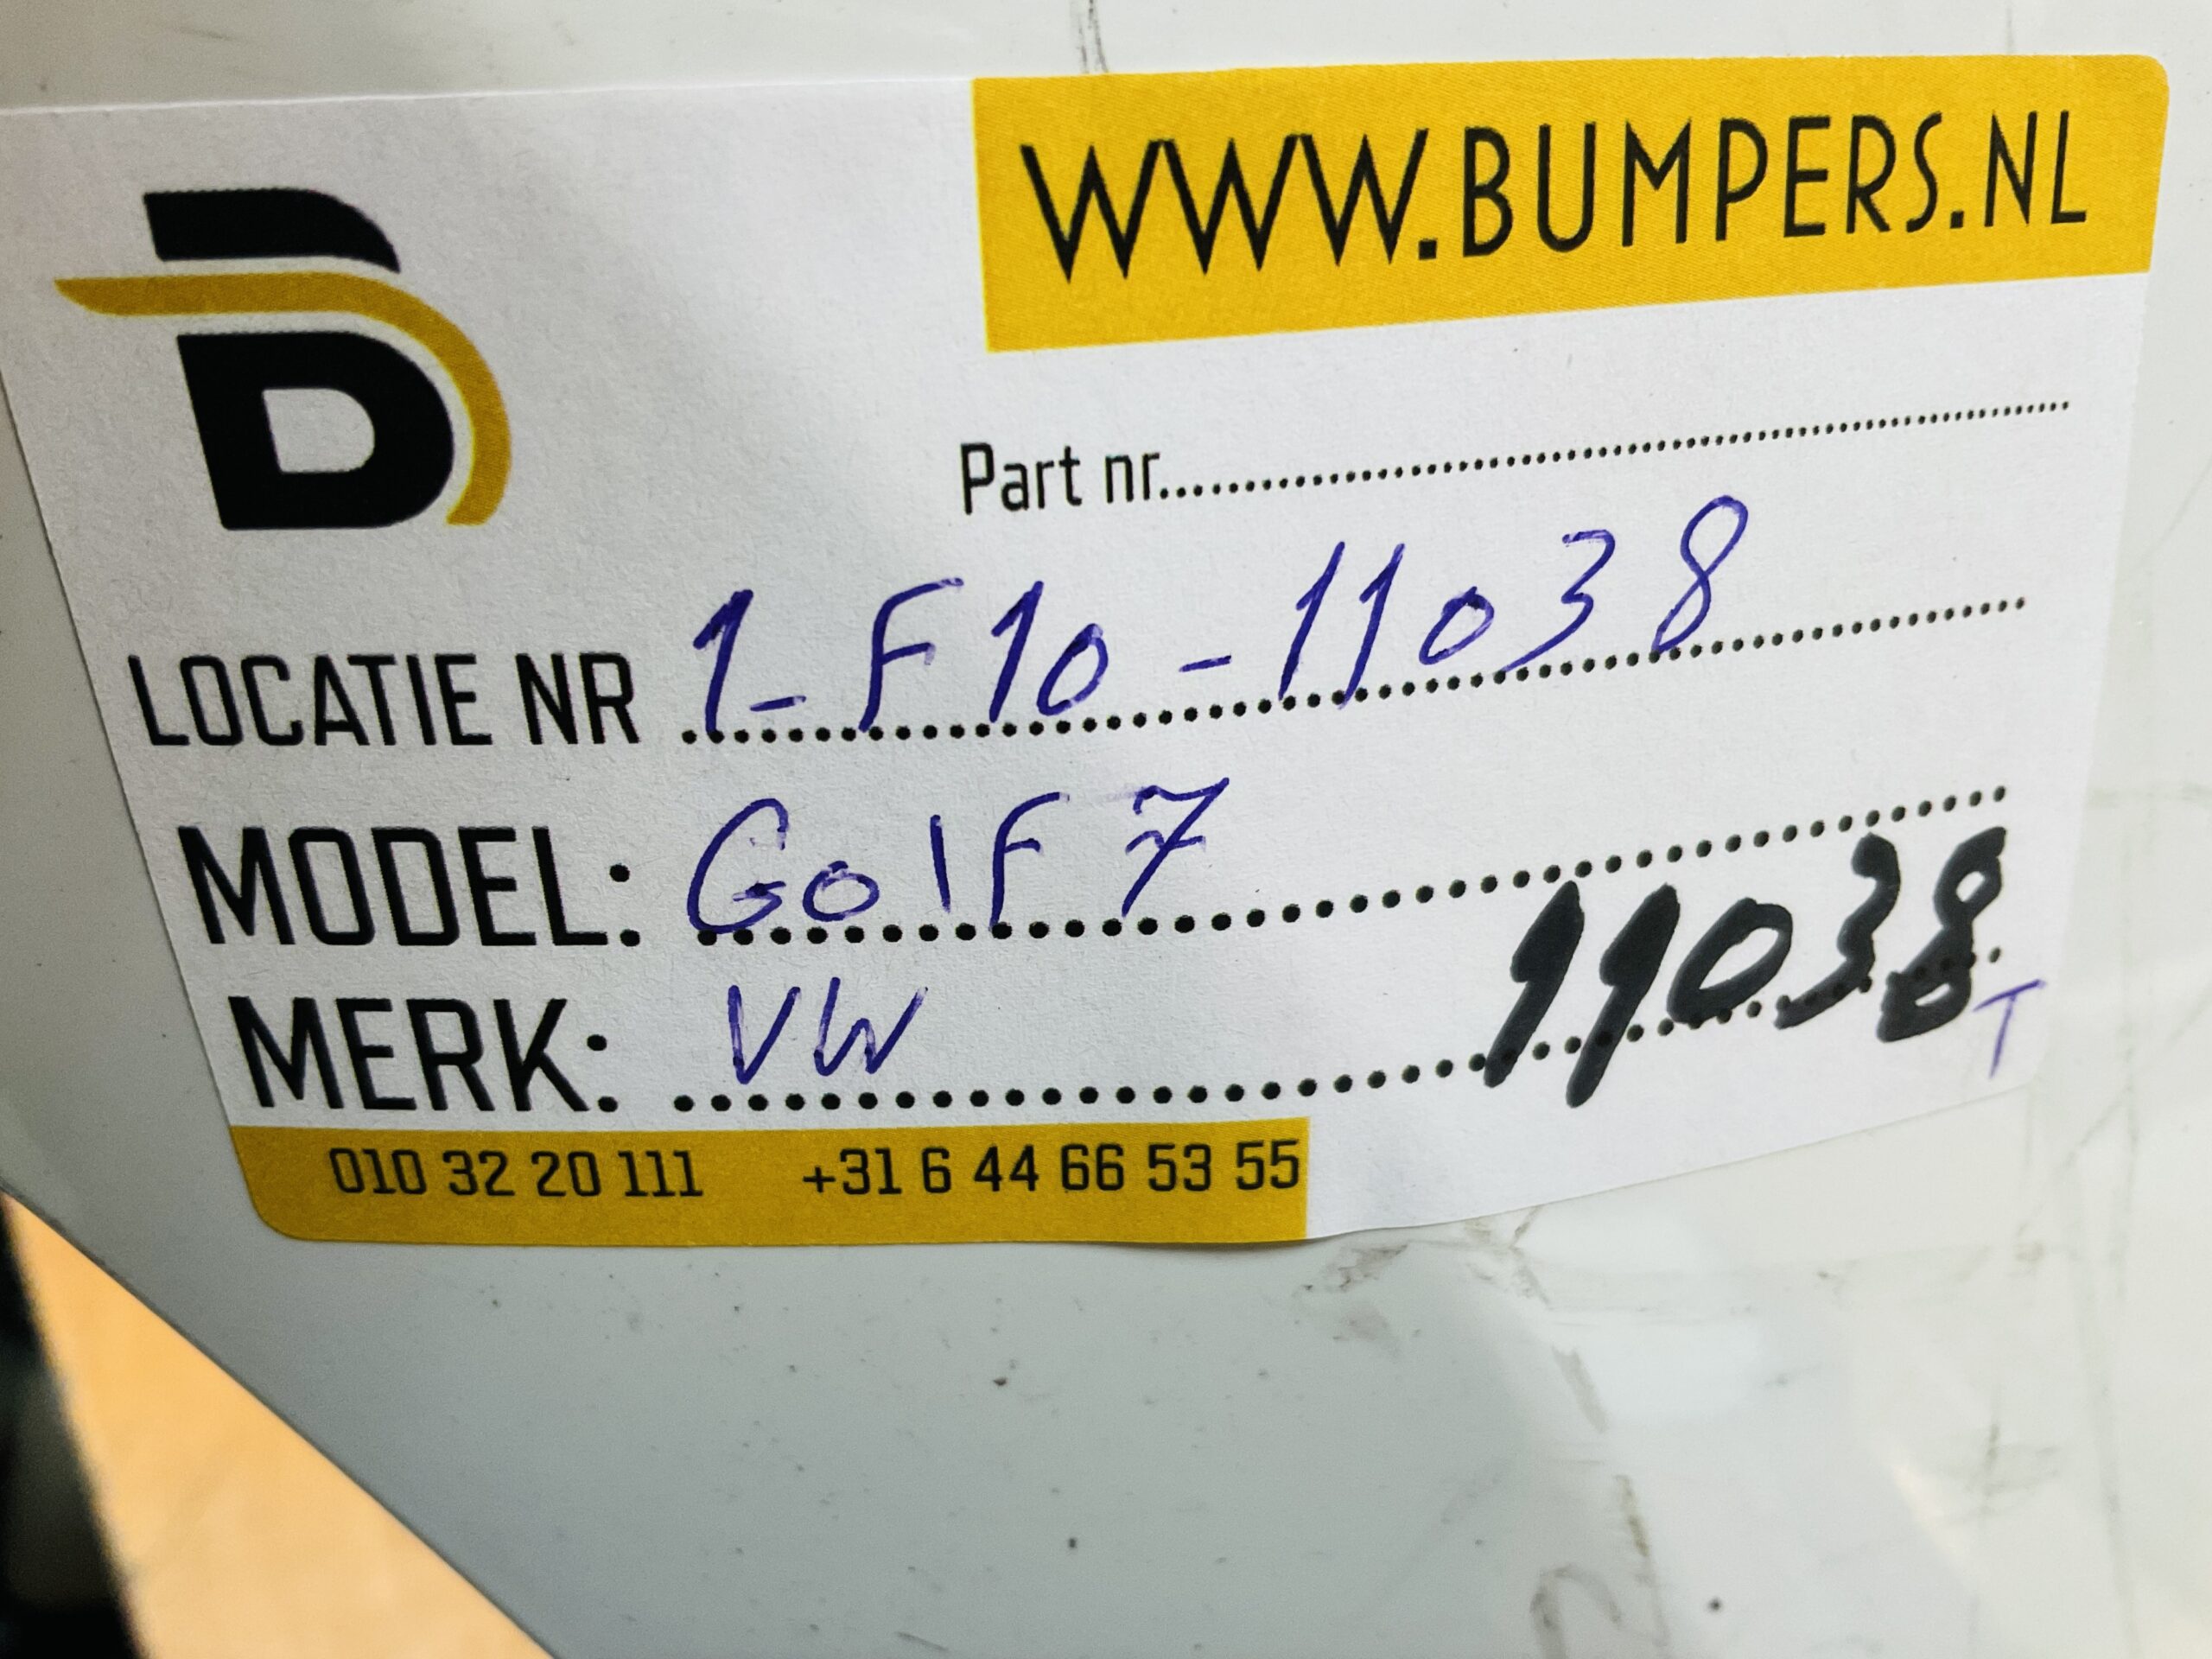 B
WWW.BUMPERS.NL
Part nr.................................................
LOCATIE NR 1-F10-11038
MODEL: GolF 7
MERK: VW
11038
T
010 32 20 111 +31 6 44 66 53 55